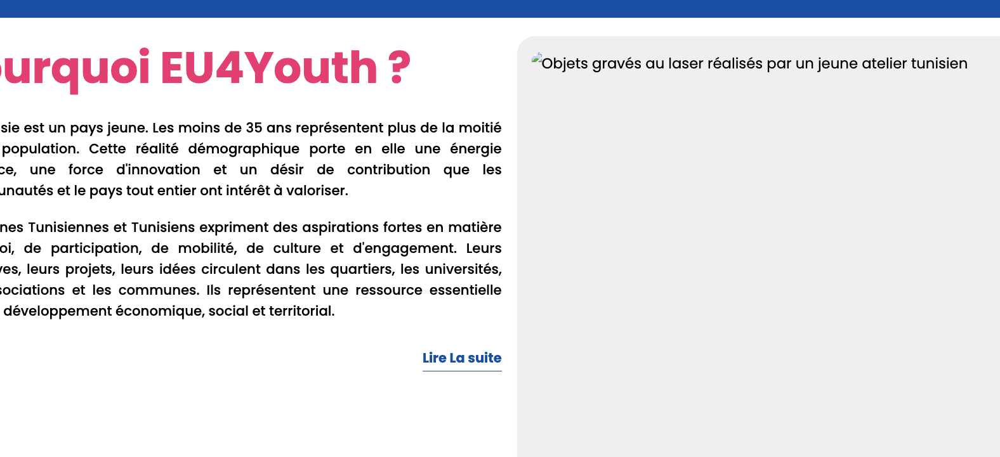 ourquoi EU4Youth ?
sie est un pays jeune. Les moins de 35 ans représentent plus de la moitié
population. Cette réalité démographique porte en elle une énergie
ce, une force d'innovation et un désir de contribution que les
unautés et le pays tout entier ont intérêt à valoriser.
nes Tunisiennes et Tunisiens expriment des aspirations fortes en matière
oi, de participation, de mobilité, de culture et d'engagement. Leurs
ves, leurs projets, leurs idées circulent dans les quartiers, les universités,
sociations et les communes. Ils représentent une ressource essentielle
développement économique, social et territorial.
Lire La suite
Objets gravés au laser réalisés par un jeune atelier tunisien